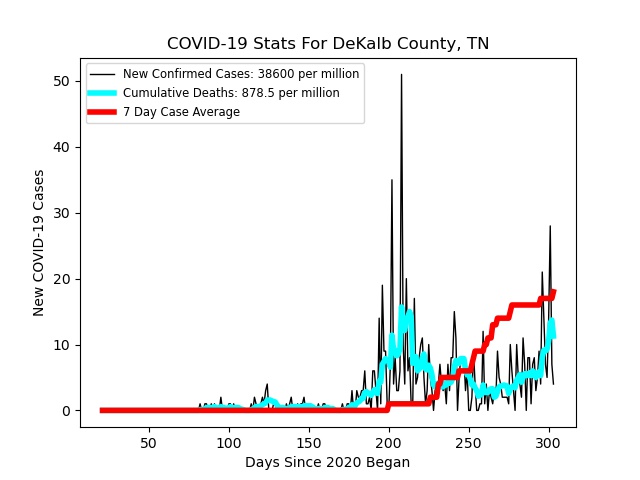 COVID-19 Stats For DeKalb County, TN
New Confirmed Cases: 38600 per million
Cumulative Deaths: 878.5 per million
7 Day Case Average
New COVID-19 Cases
50
40
30
20
10
0
50 100 150 200 250 300
Days Since 2020 Began